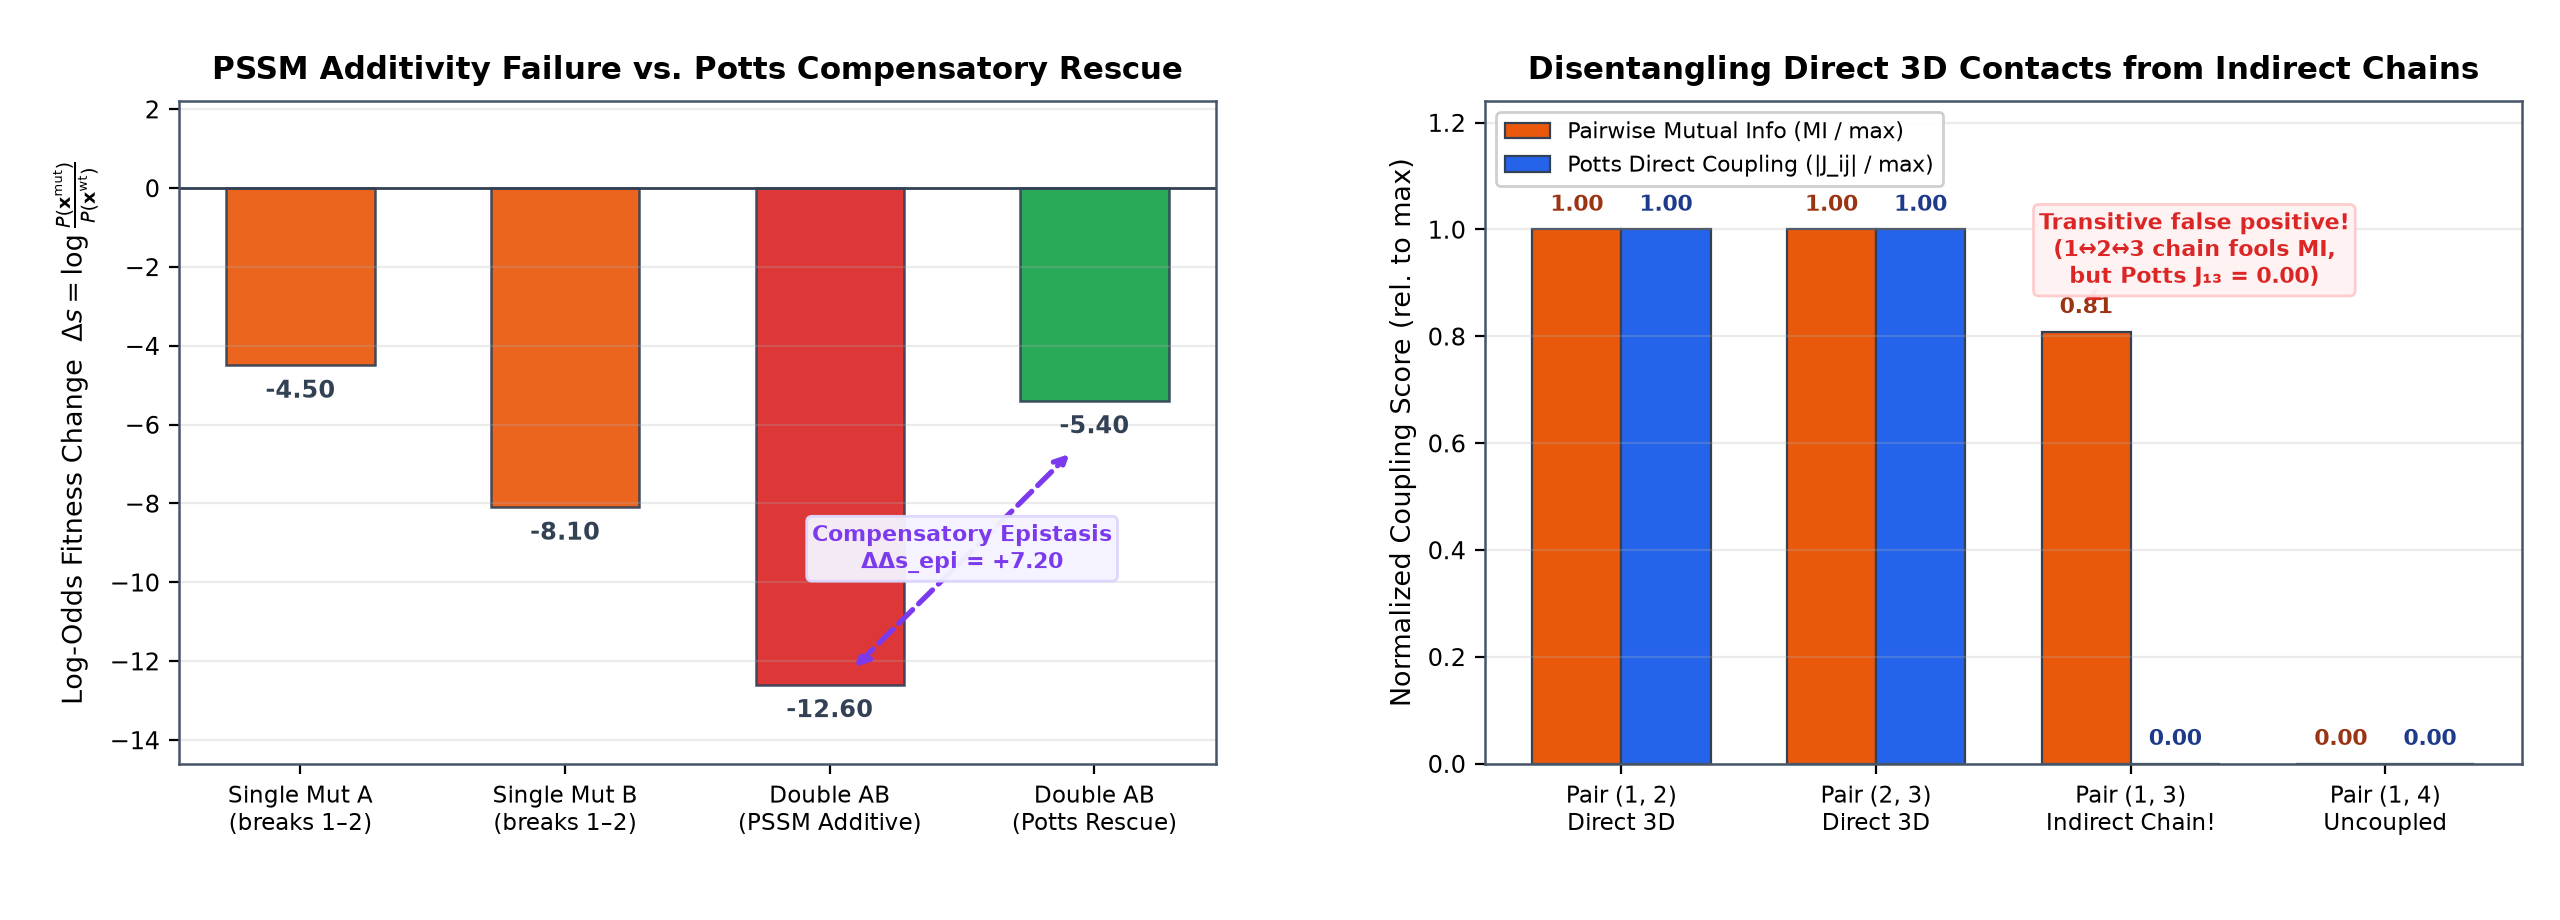 PSSM Additivity Failure vs. Potts Compensatory Rescue
Log-Odds Fitness Change Δs = log P(x^mut) / P(x^wt)
2
0
−2
−4
−6
−8
−10
−12
−14
-4.50
-8.10
-12.60
-5.40
Compensatory Epistasis
ΔΔs_epi = +7.20
Single Mut A
(breaks 1–2)
Single Mut B
(breaks 1–2)
Double AB
(PSSM Additive)
Double AB
(Potts Rescue)
Disentangling Direct 3D Contacts from Indirect Chains
Normalized Coupling Score (rel. to max)
1.2
1.0
0.8
0.6
0.4
0.2
0.0
Pairwise Mutual Info (MI / max)
Potts Direct Coupling (|J_ij| / max)
1.00
1.00
1.00
1.00
Transitive false positive!
(1↔2↔3 chain fools MI,
but Potts J₁₃ = 0.00)
0.81
0.00
0.00
0.00
Pair (1, 2)
Direct 3D
Pair (2, 3)
Direct 3D
Pair (1, 3)
Indirect Chain!
Pair (1, 4)
Uncoupled